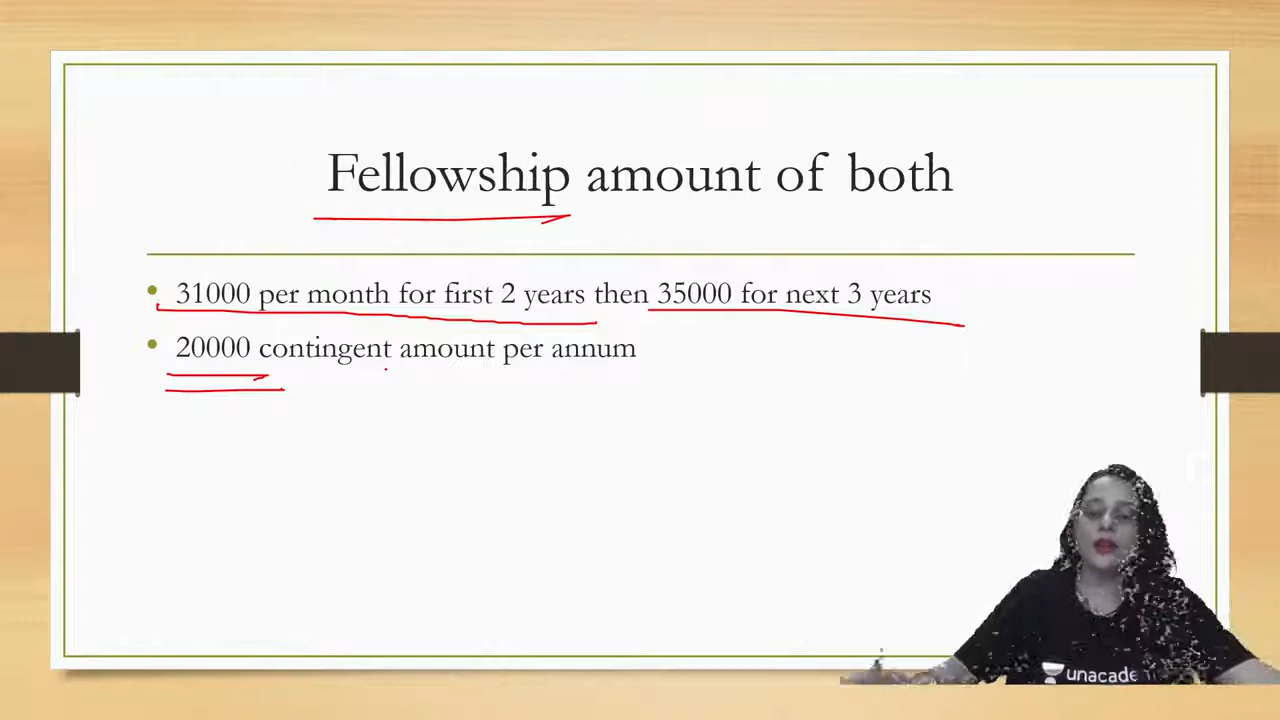 Fellowship amount of both
• 31000 per month for first 2 years then 35000 for next 3 years
• 20000 contingent amount per annum
unacade